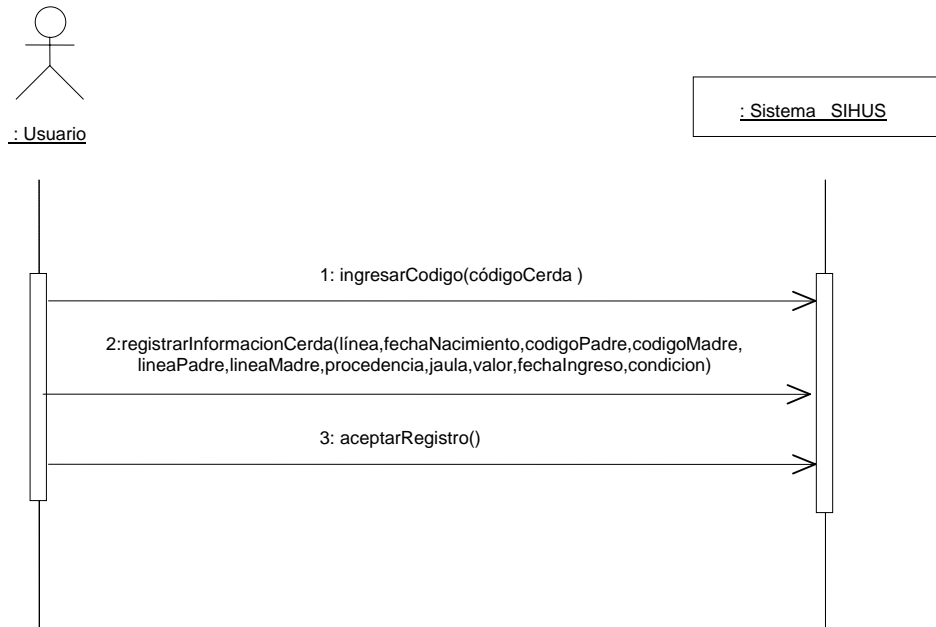 : Usuario
: Sistema SIHUS
1: ingresarCodigo(códigoCerda )
2:registrarInformacionCerda(línea,fechaNacimiento,codigoPadre,codigoMadre,
lineaPadre,lineaMadre,procedencia,jaula,valor,fechaIngreso,condicion)
3: aceptarRegistro()